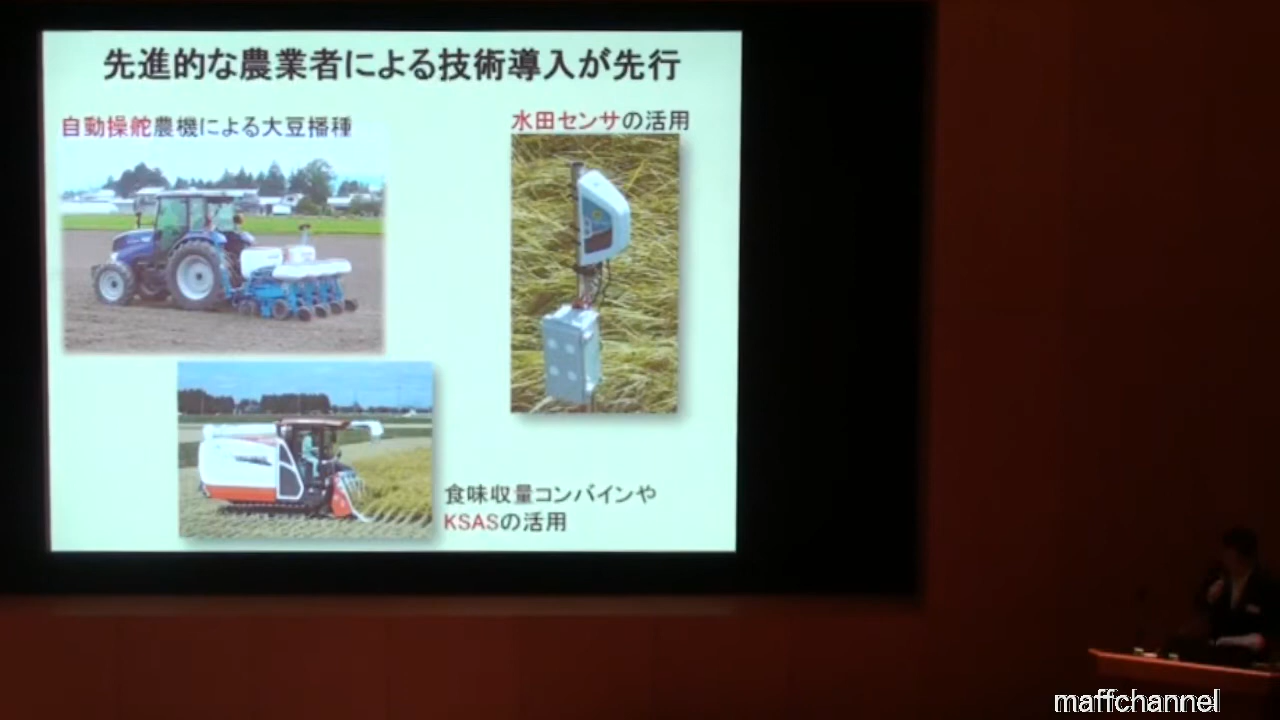 先進的な農業者による技術導入が先行
自動操舵農機による大豆播種
水田センサの活用
食味収量コンバインや
KSASの活用
maffchannel